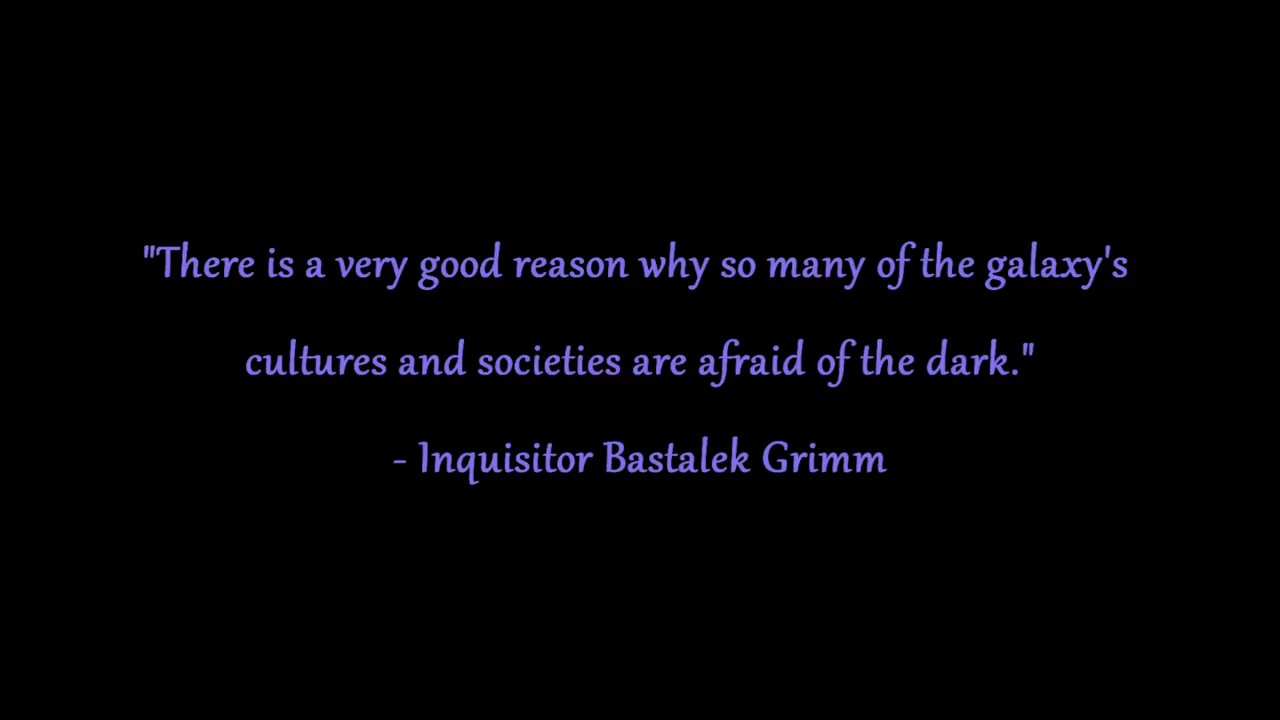 "There is a very good reason why so many of the galaxy's
cultures and societies are afraid of the dark."
- Inquisitor Bastalek Grimm